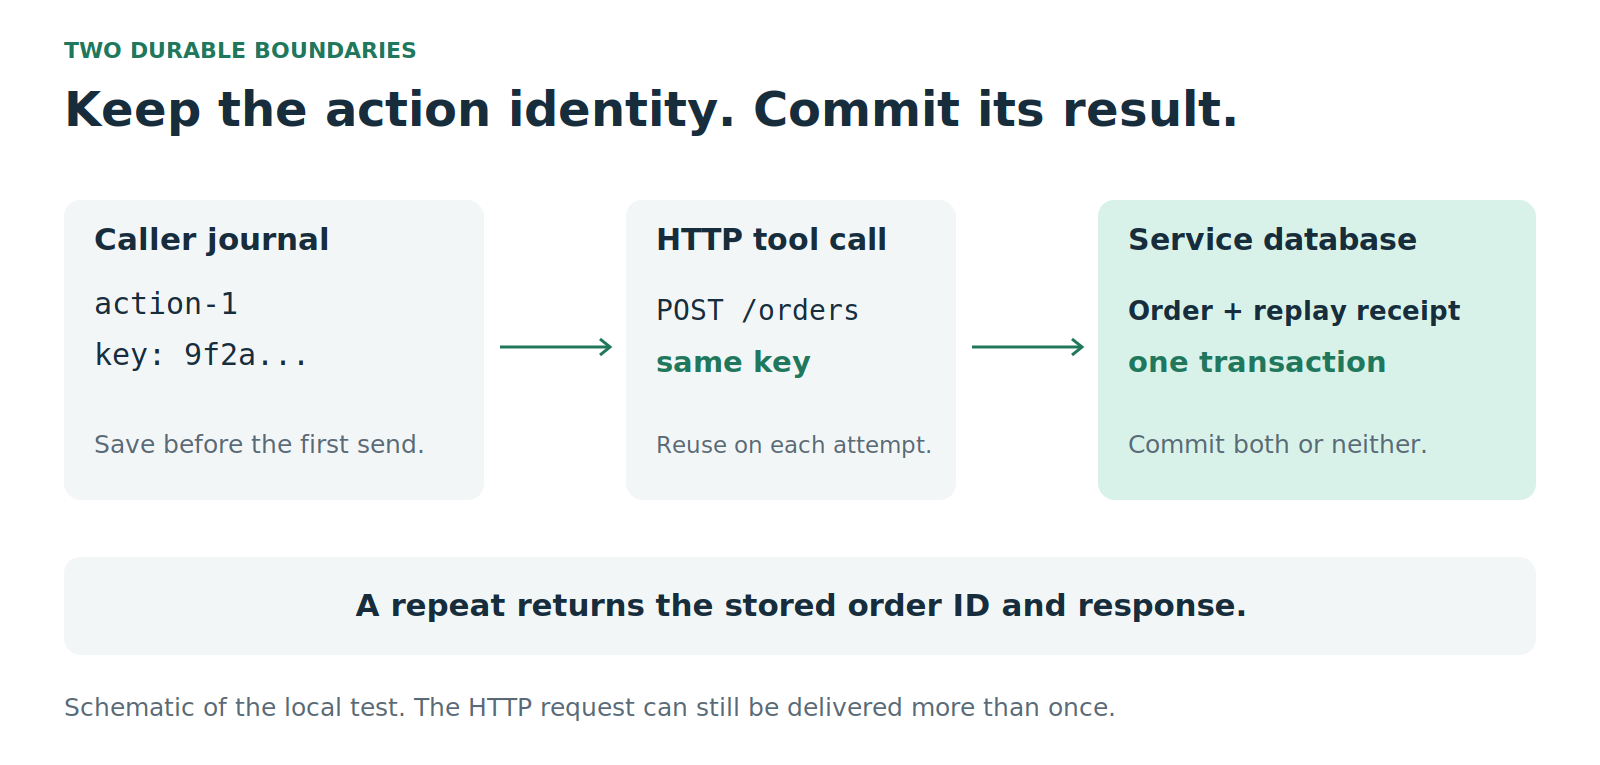 TWO DURABLE BOUNDARIES
Keep the action identity. Commit its result.
Caller journal
action-1
key: 9f2a...
Save before the first send.
HTTP tool call
POST /orders
same key
Reuse on each attempt.
Service database
Order + replay receipt
one transaction
Commit both or neither.
A repeat returns the stored order ID and response.
Schematic of the local test. The HTTP request can still be delivered more than once.